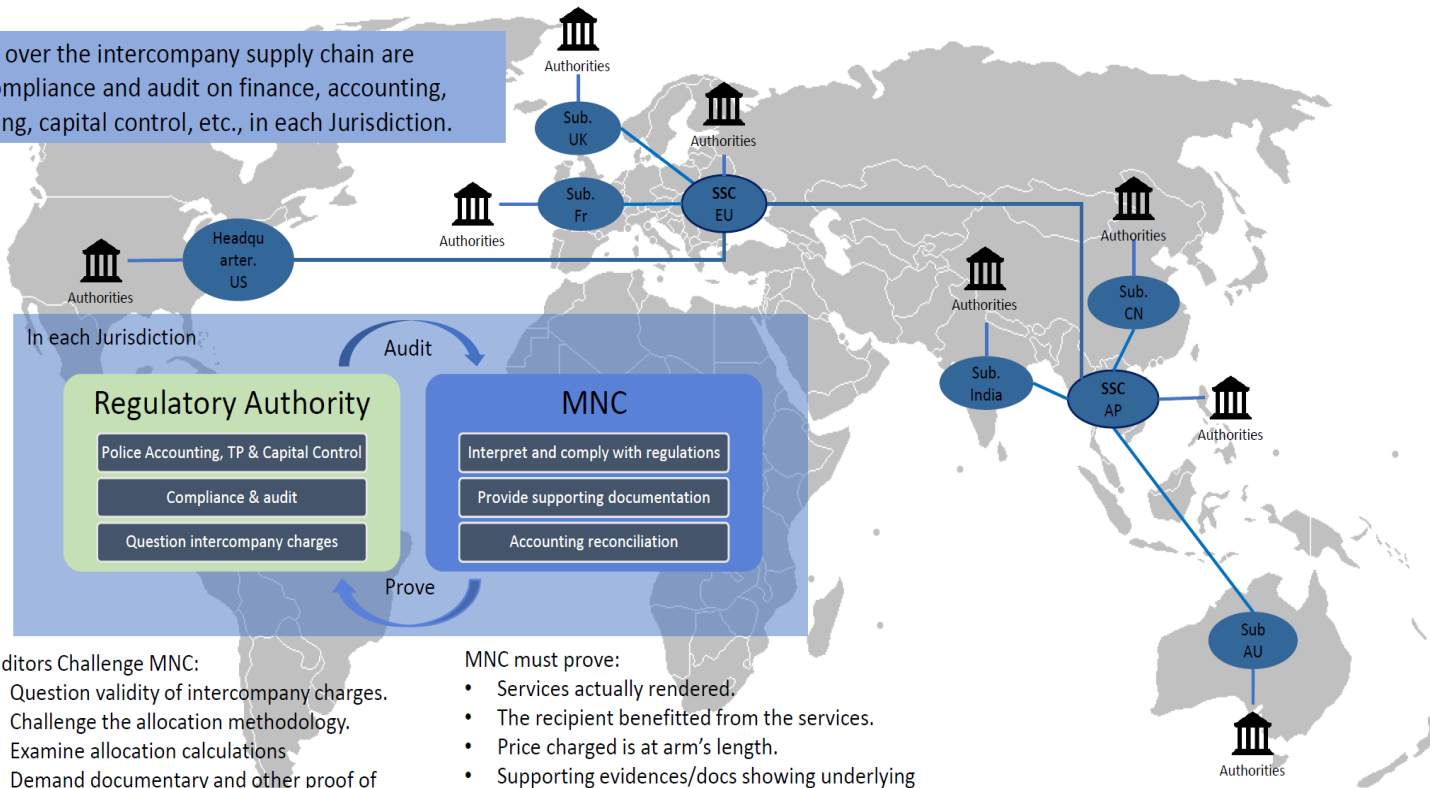 over the intercompany supply chain are
ompliance and audit on finance, accounting,
ng, capital control, etc., in each Jurisdiction.
Authorities
Sub.
UK
Authorities
Sub.
Fr
Authorities
SSC
EU
Headqu
arter.
US
Authorities
Authorities
Sub.
CN
Authorities
Sub.
India
SSC
AP
Authorities
In each Jurisdiction
Audit
Regulatory Authority
Police Accounting, TP & Capital Control
Compliance & audit
Question intercompany charges
MNC
Interpret and comply with regulations
Provide supporting documentation
Accounting reconciliation
Prove
Sub
AU
Authorities
ditors Challenge MNC:
Question validity of intercompany charges.
Challenge the allocation methodology.
Examine allocation calculations
Demand documentary and other proof of
MNC must prove:
• Services actually rendered.
• The recipient benefitted from the services.
• Price charged is at arm's length.
• Supporting evidences/docs showing underlying